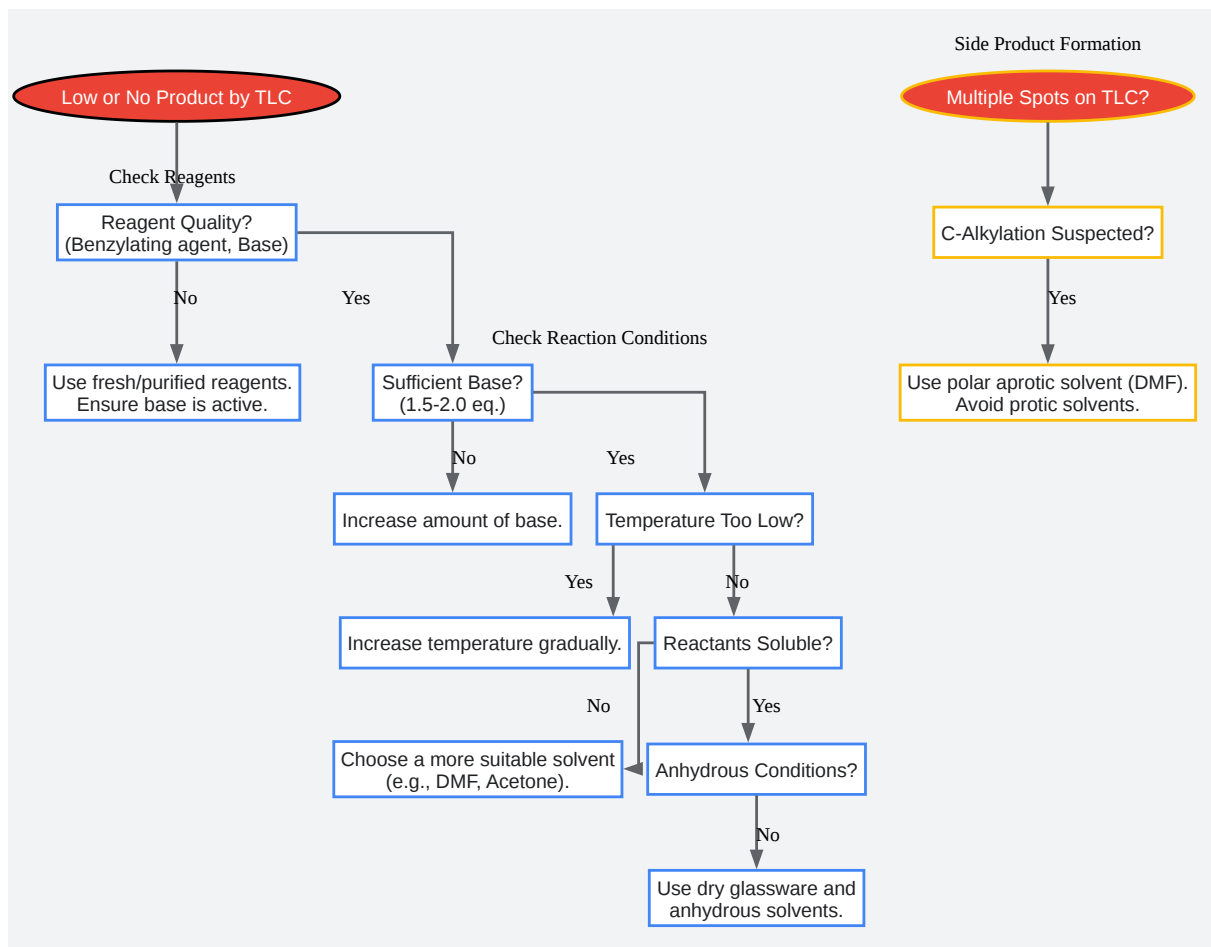 Side Product Formation
Low or No Product by TLC
Multiple Spots on TLC?
Check Reagents
Reagent Quality?
(Benzylating agent, Base)
C-Alkylation Suspected?
No
Yes
Yes
Check Reaction Conditions
Use fresh/purified reagents.
Ensure base is active.
Sufficient Base?
(1.5-2.0 eq.)
Use polar aprotic solvent (DMF).
Avoid protic solvents.
No
Yes
Increase amount of base.
Temperature Too Low?
Yes
No
Increase temperature gradually.
Reactants Soluble?
No
Yes
Choose a more suitable solvent
(e.g., DMF, Acetone).
Anhydrous Conditions?
No
Use dry glassware and
anhydrous solvents.